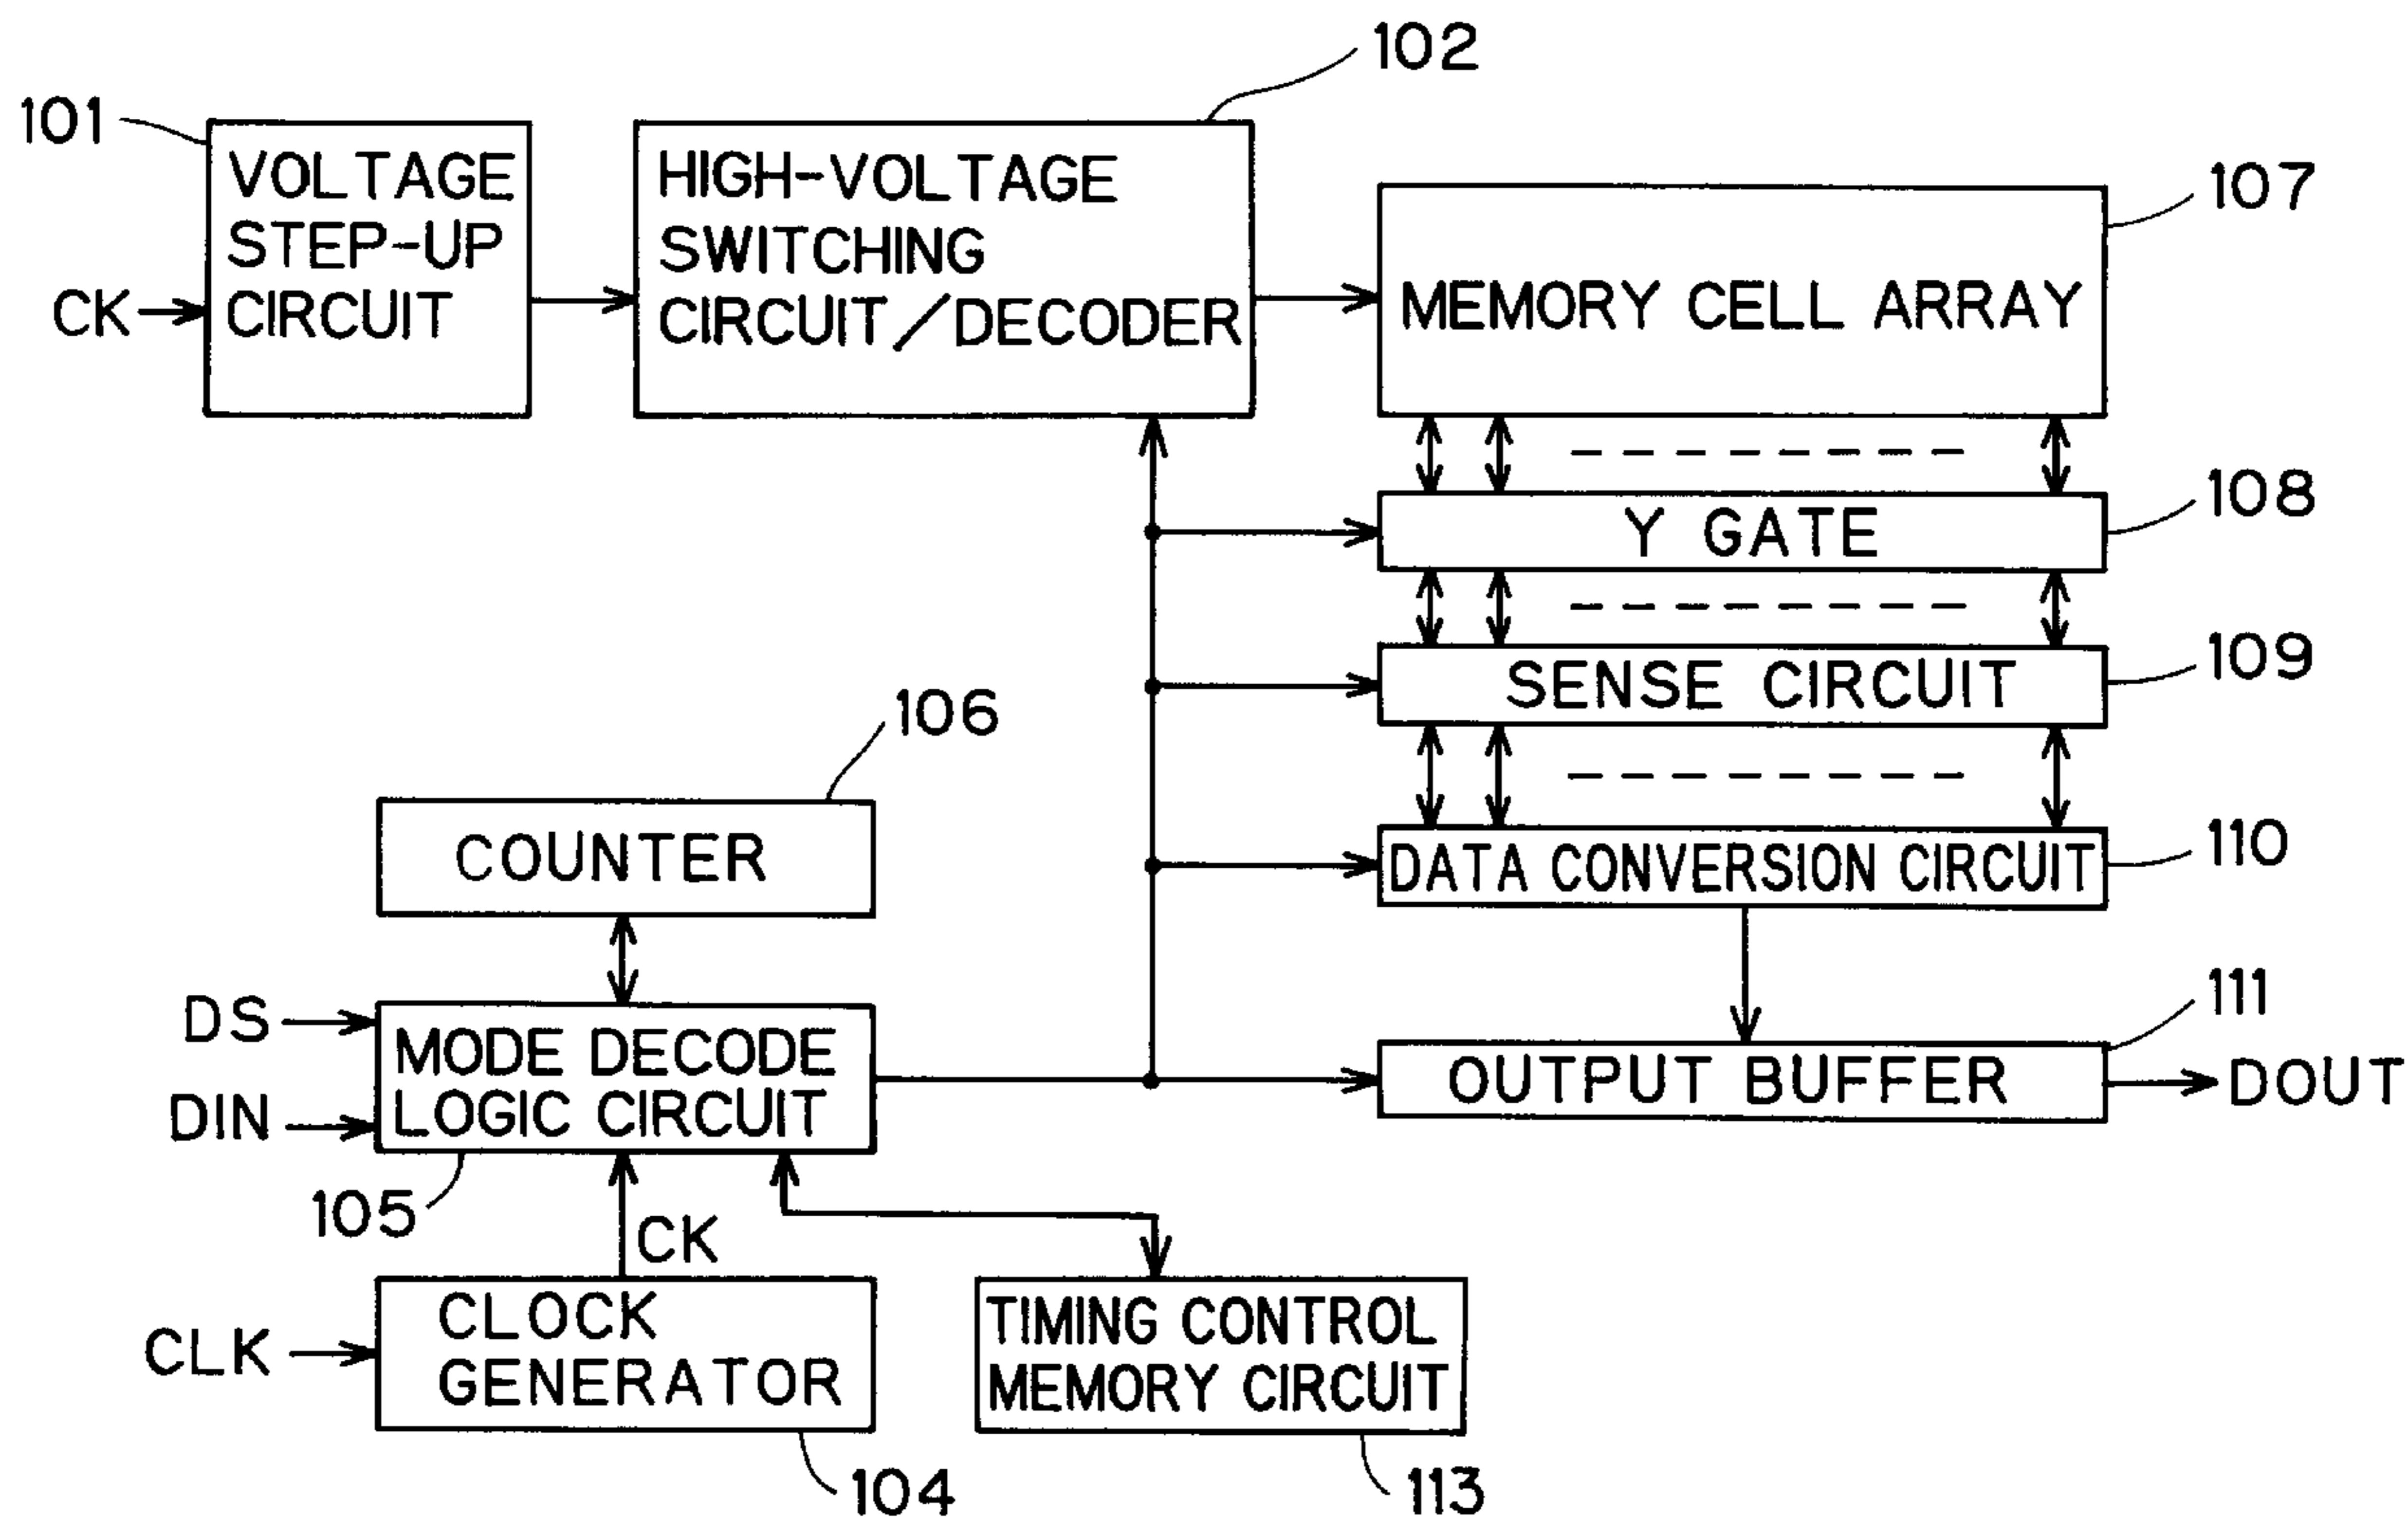 102
101
VOLTAGE
STEP-UP
CIRCUIT
CK
HIGH-VOLTAGE
SWITCHING
CIRCUIT/DECODER
107
MEMORY CELL ARRAY
108
Y GATE
109
SENSE CIRCUIT
106
COUNTER
110
DATA CONVERSION CIRCUIT
DS
DIN
MODE DECODE
LOGIC CIRCUIT
111
OUTPUT BUFFER
DOUT
105
CK
CLK
CLOCK
GENERATOR
TIMING CONTROL
MEMORY CIRCUIT
104
113